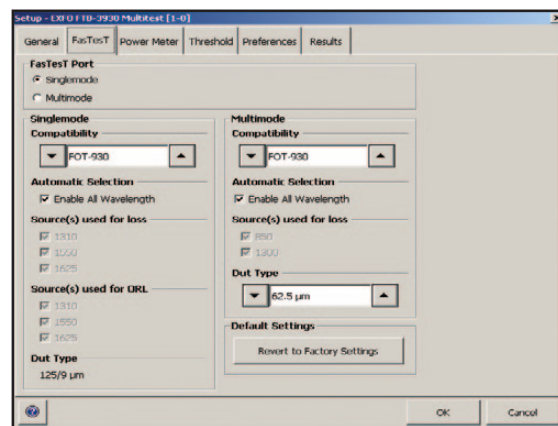 Setup - EXFO FTB-3930 Multitest [1-0]
General FasTesT Power Meter Threshold Preferences Results
FasTesT Port
Singlemode
Multimode
Singlemode
Compatibility
FOT-930
Automatic Selection
Enable All Wavelength
Source(s) used for loss
1310
1550
1625
Source(s) used for ORL
1310
1550
1625
Dut Type
125/9 µm
Multimode
Compatibility
FOT-930
Automatic Selection
Enable All Wavelength
Source(s) used for loss
850
1300
Dut Type
62.5 µm
Default Settings
Revert to Factory Settings
OK Cancel